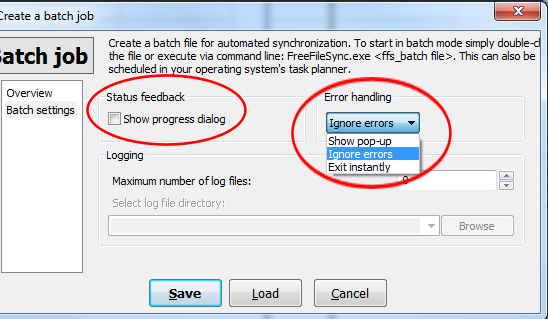 Create a batch job
Batch job
Create a batch file for automated synchronization. To start in batch mode simply double-cl
the file or execute via command line: FreeFileSync.exe <ffs_batch file>. This can also be
scheduled in your operating system's task planner.
Overview
Batch settings
Status feedback
Show progress dialog
Error handling
Ignore errors
Show pop-up
Ignore errors
Exit instantly
Logging
Maximum number of log files:
0
Select log file directory:
Browse
Save
Load
Cancel